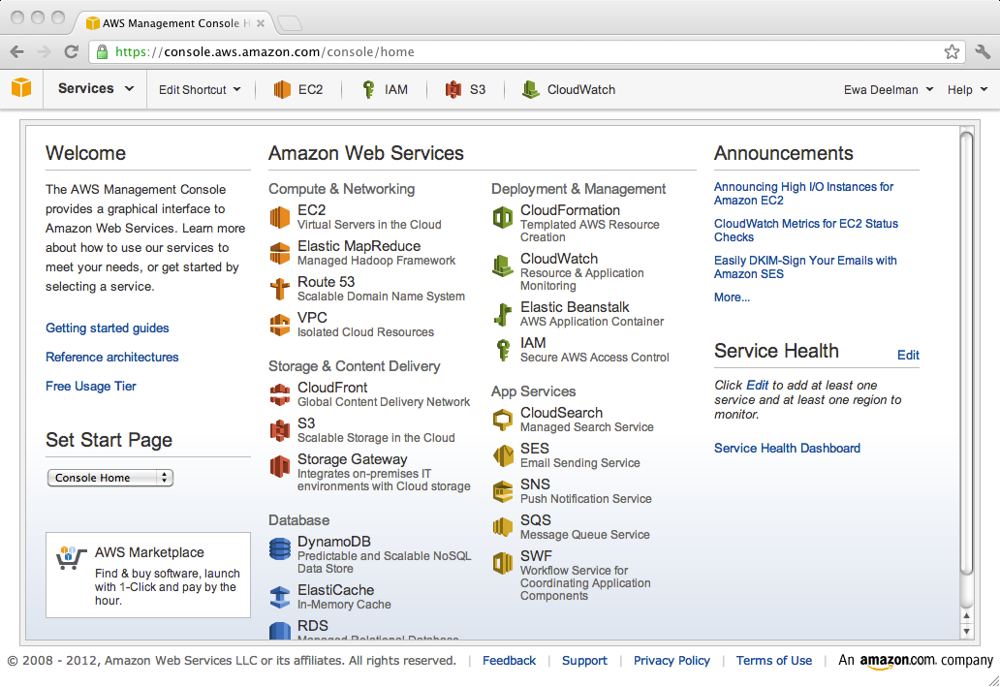 AWS Management Console H
https://console.aws.amazon.com/console/home
Services
Edit Shortcut
EC2
IAM
S3
CloudWatch
Ewa Deelman
Help
Welcome
The AWS Management Console
provides a graphical interface to
Amazon Web Services. Learn more
about how to use our services to
meet your needs, or get started by
selecting a service.
Getting started guides
Reference architectures
Free Usage Tier
Set Start Page
Console Home
AWS Marketplace
Find & buy software, launch
with 1-Click and pay by the
hour.
Amazon Web Services
Compute & Networking
EC2
Virtual Servers in the Cloud
Elastic MapReduce
Managed Hadoop Framework
Route 53
Scalable Domain Name System
VPC
Isolated Cloud Resources
Storage & Content Delivery
CloudFront
Global Content Delivery Network
S3
Scalable Storage in the Cloud
Storage Gateway
Integrates on-premises IT
environments with Cloud storage
Database
DynamoDB
Predictable and Scalable NoSQL
Data Store
ElastiCache
In-Memory Cache
RDS
Managed Relational Database
Deployment & Management
CloudFormation
Templated AWS Resource
Creation
CloudWatch
Resource & Application
Monitoring
Elastic Beanstalk
AWS Application Container
IAM
Secure AWS Access Control
App Services
CloudSearch
Managed Search Service
SES
Email Sending Service
SNS
Push Notification Service
SQS
Message Queue Service
SWF
Workflow Service for
Coordinating Application
Components
Announcements
Announcing High I/O Instances for
Amazon EC2
CloudWatch Metrics for EC2 Status
Checks
Easily DKIM-Sign Your Emails with
Amazon SES
More...
Service Health
Edit
Click Edit to add at least one
service and at least one region to
monitor.
Service Health Dashboard
© 2008 - 2012, Amazon Web Services LLC or its affiliates. All rights reserved.
Feedback
Support
Privacy Policy
Terms of Use
An amazon.com. company